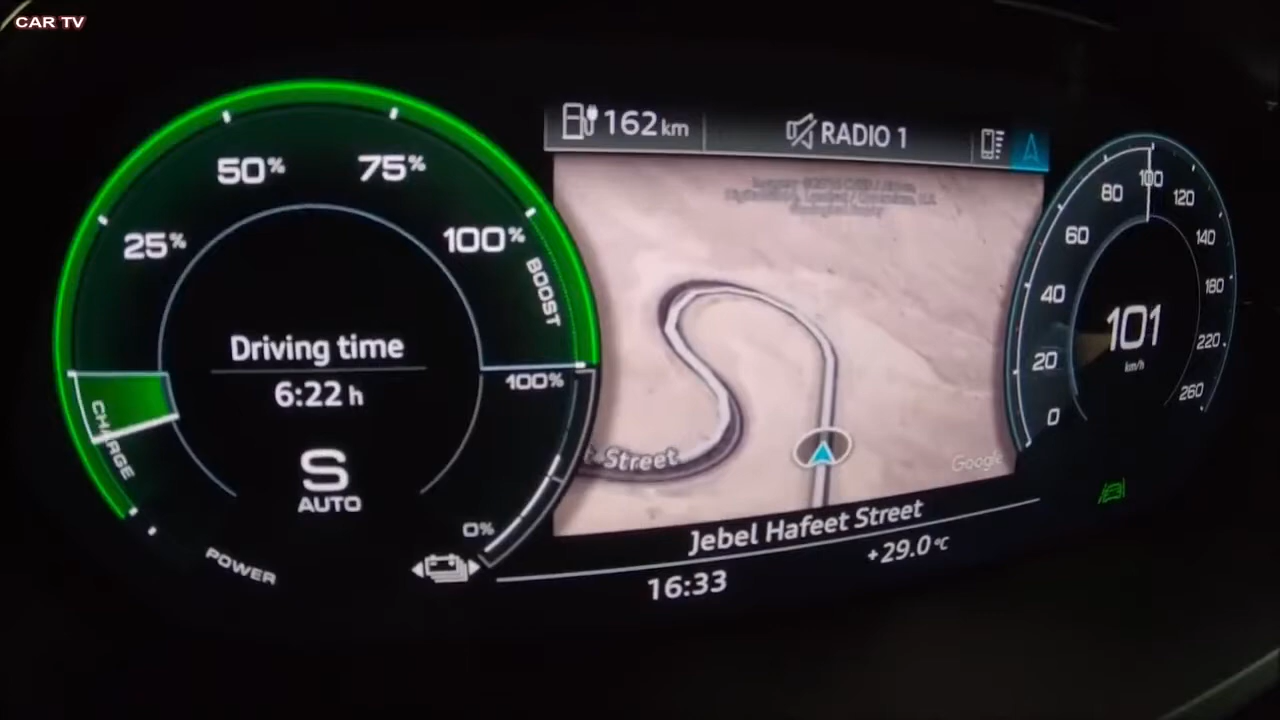 CAR TV
162 km
RADIO 1
50%
75%
25%
100%
BOOST
Driving time
6:22 h
100%
CHARGE
S
AUTO
0%
POWER
t Street
Google
Jebel Hafeet Street
+29.0 °C
16:33
0
20
40
60
80
100
120
140
180
220
260
101
km/h